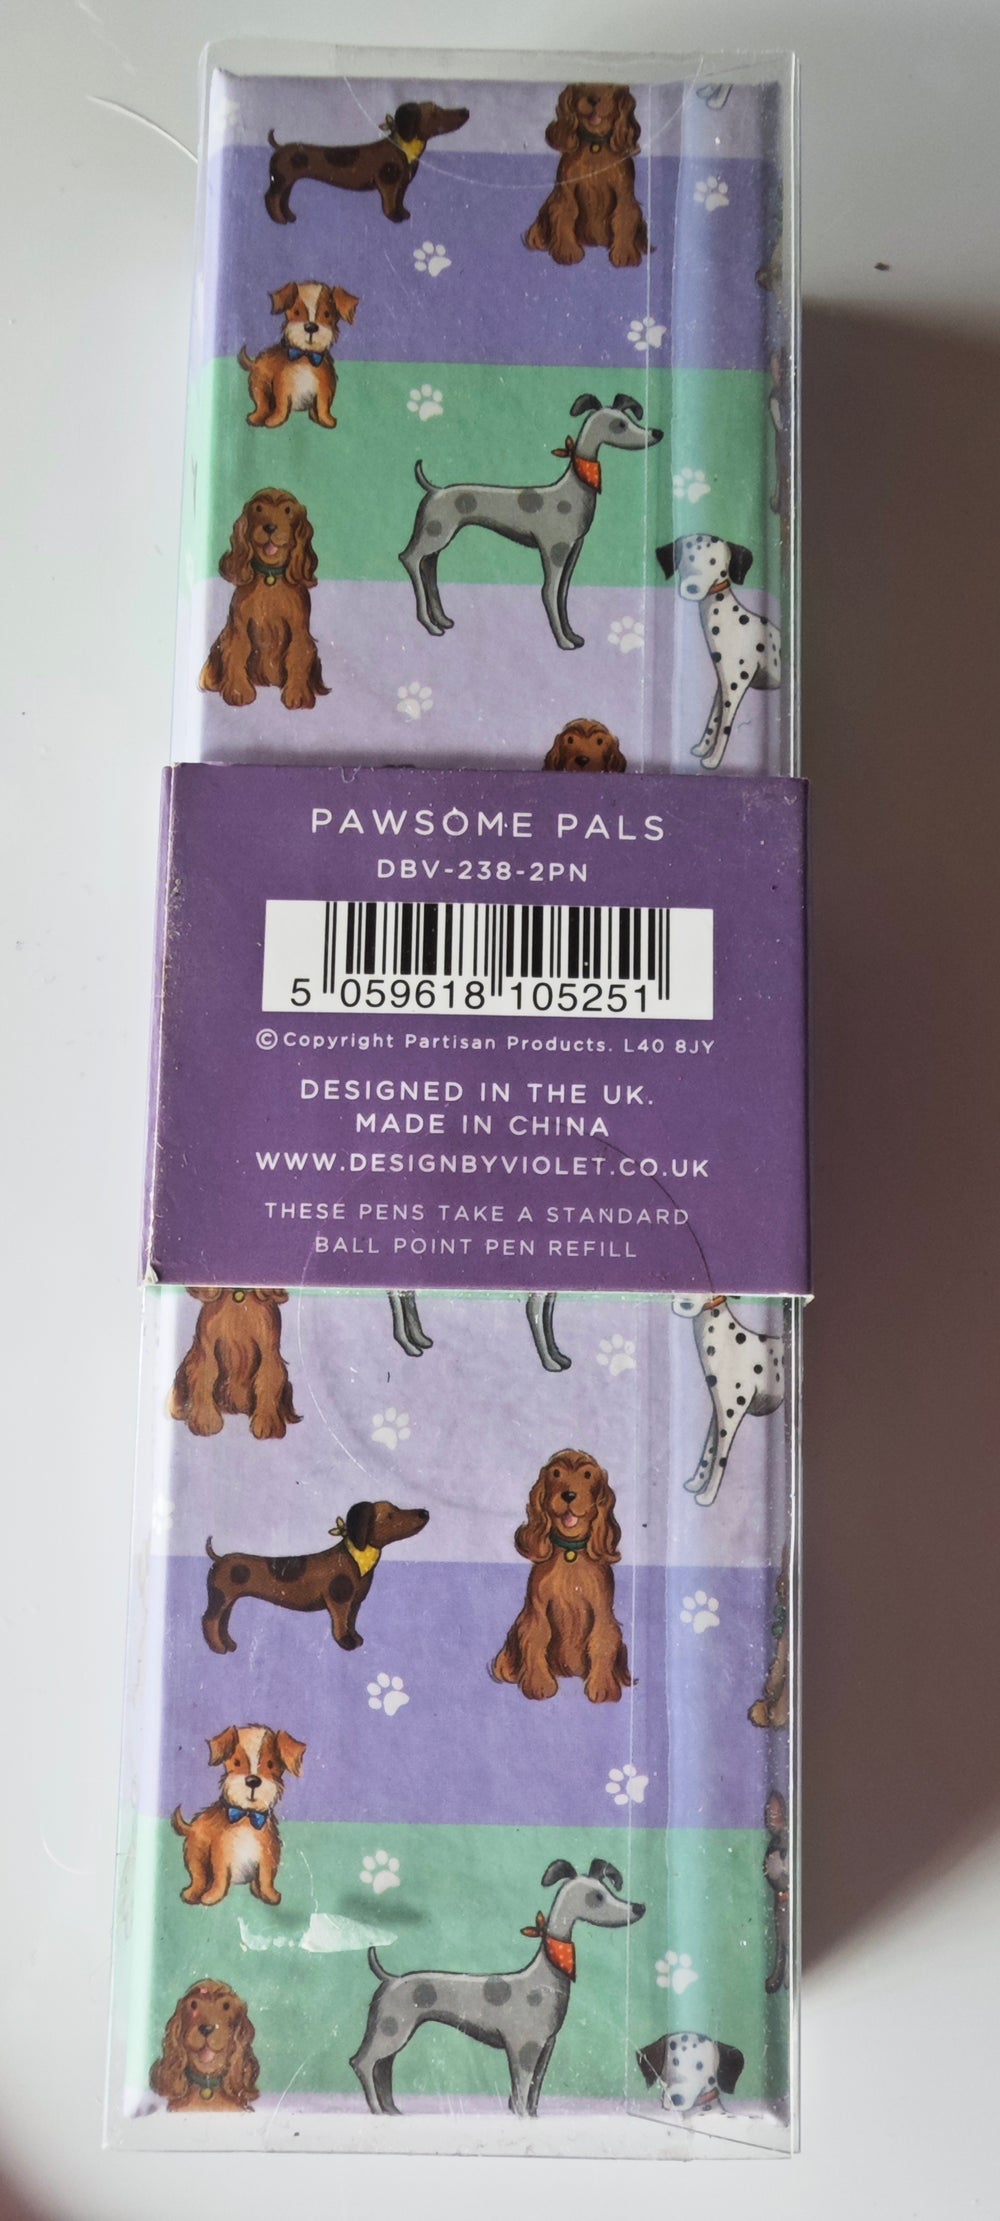 PAWSOME PALS
DBV-238-2PN
5 059618 105251
© Copyright Partisan Products. L40 8JY
DESIGNED IN THE UK.
MADE IN CHINA
WWW.DESIGNBYVIOLET.CO.UK
THESE PENS TAKE A STANDARD
BALL POINT PEN REFILL